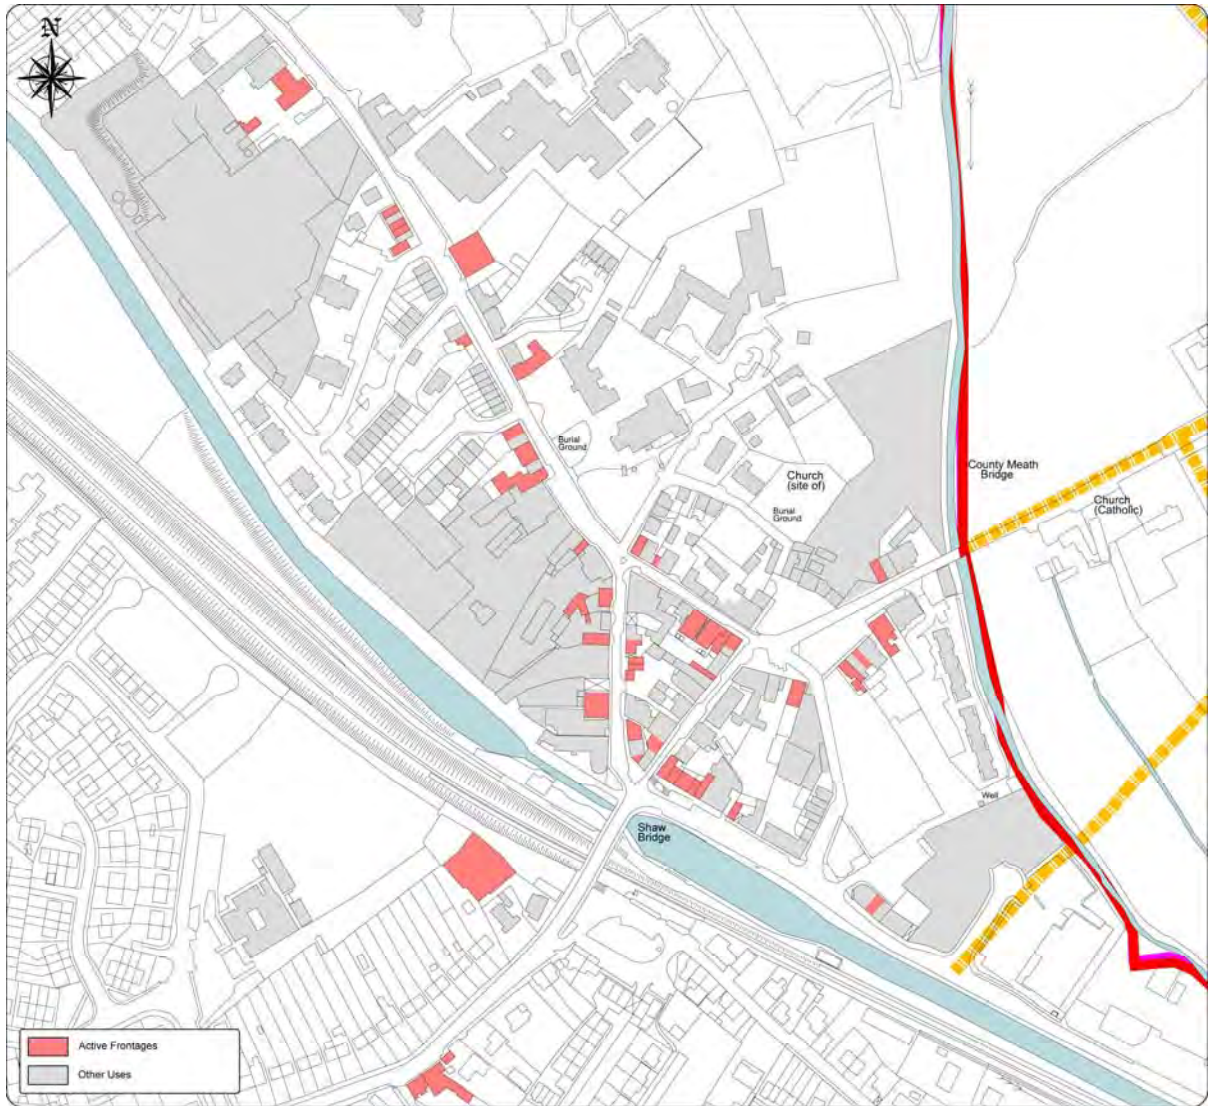 N
Burial
Ground
Church
(site of)
Burial
Ground
County Meath
Bridge
Church
(Catholic)
Well
Shaw
Bridge
Active Frontages
Other Uses